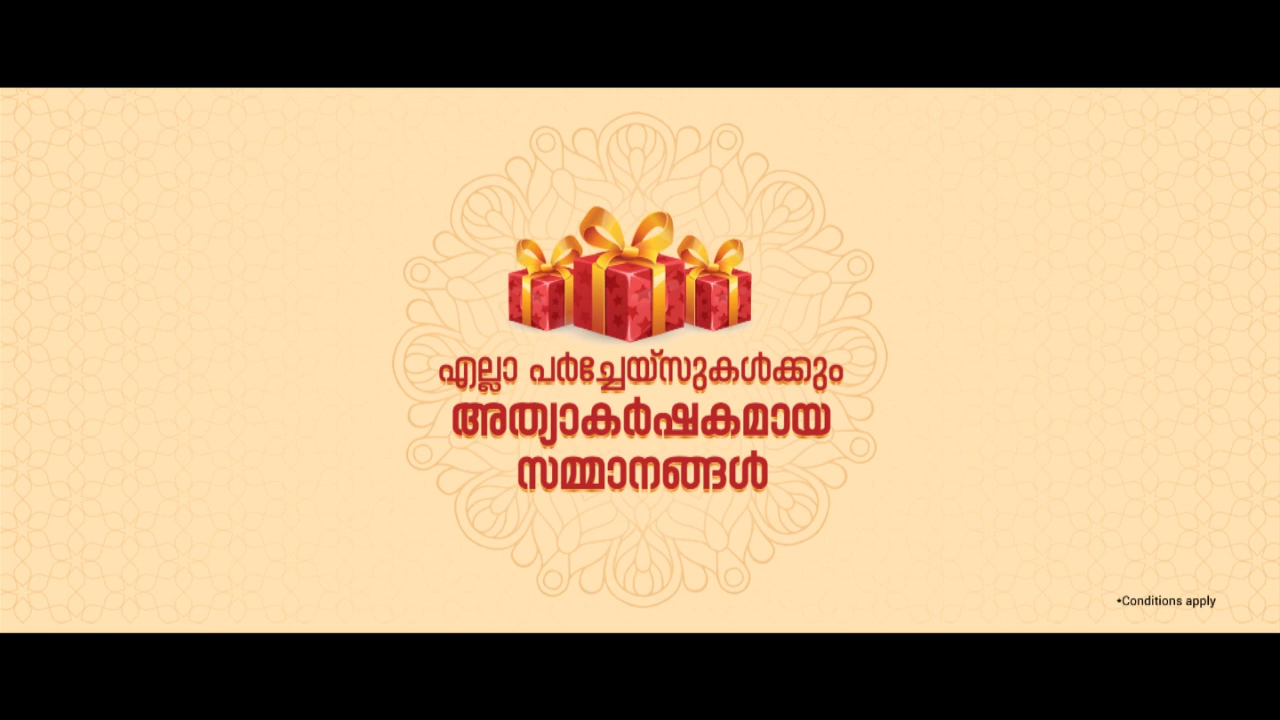 എല്ലാ പർച്ചേയ്സുകൾക്കും
അത്യാകർഷകമായ
സമ്മാനങ്ങൾ
*Conditions apply